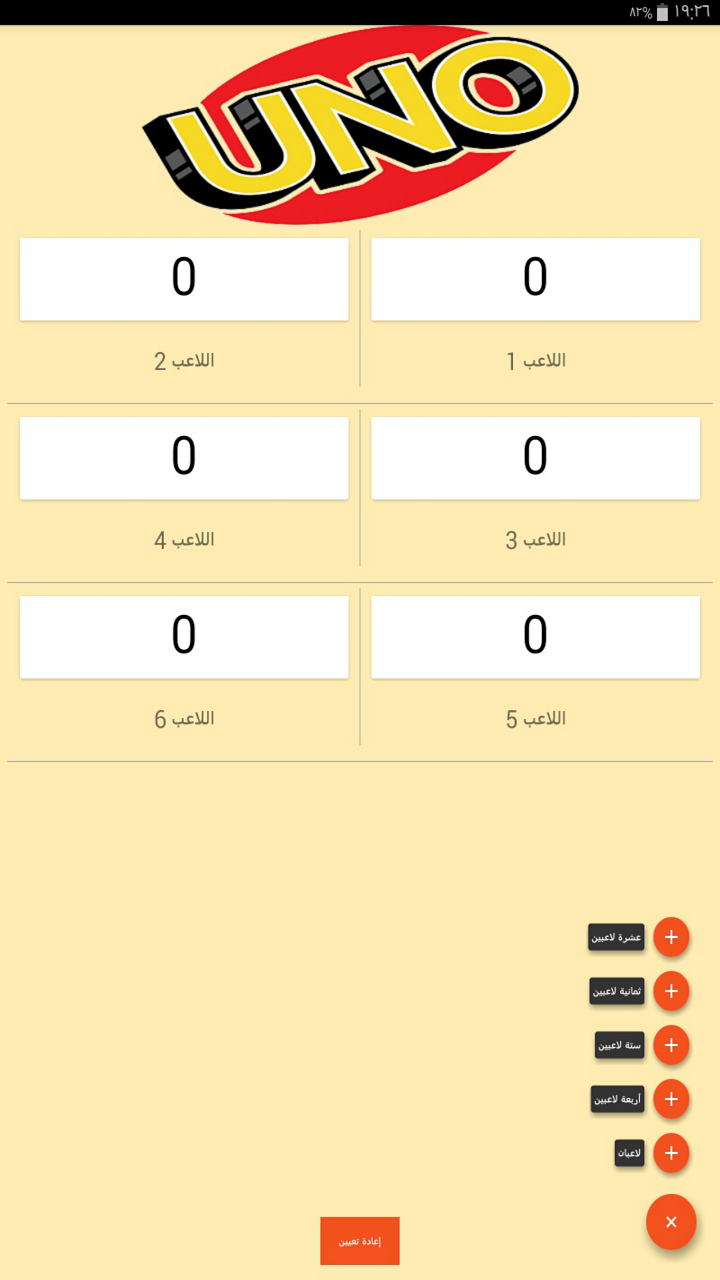 ١٩:٢٦ ٨٢%
UNO
0
0
اللاعب 1
اللاعب 2
0
0
اللاعب 3
اللاعب 4
0
0
اللاعب 5
اللاعب 6
عشرة لاعبين
ثمانية لاعبين
ستة لاعبين
أربعة لاعبين
لاعبان
إعادة تعيين